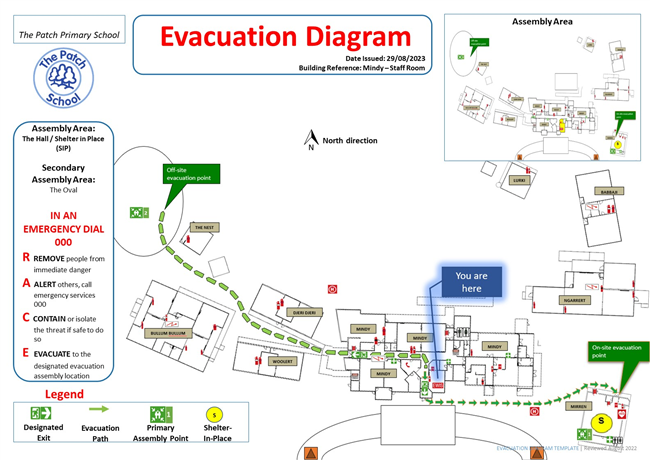 The Patch Primary School
The Patch
School
Evacuation Diagram
Date Issued: 29/08/2023
Building Reference: Mindy – Staff Room
Assembly Area
Assembly Area:
The Hall / Shelter in Place
(SIP)
Secondary
Assembly Area:
The Oval
IN AN
EMERGENCY DIAL
000
R REMOVE people from
immediate danger
A ALERT others, call
emergency services
000
C CONTAIN or isolate
the threat if safe to do
so
E EVACUATE to the
designated evacuation
assembly location
North direction
N
Off-site
evacuation point
2
THE NEST
LURRI
BABBAJI
NGARRERT
DJERI DJERI
BULLUM BULLUM
WOOLERT
MINDY
MINDY
MINDY
MINDY
You are
here
On-site evacuation
point
MIRREN
S
Legend
1
S
Designated
Exit
Evacuation
Path
Primary
Assembly Point
Shelter-
In-Place